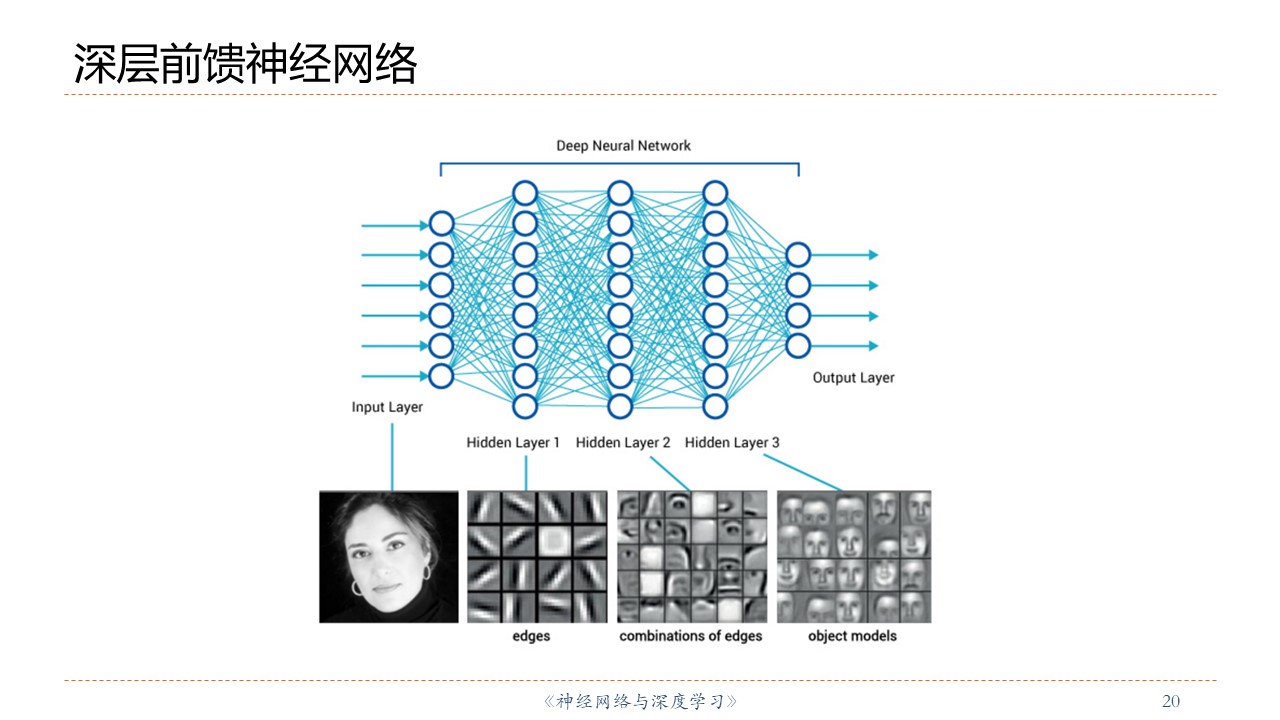 深层前馈神经网络
Deep Neural Network
Output Layer
Input Layer
Hidden Layer 1 Hidden Layer 2 Hidden Layer 3
edges combinations of edges object models
《神经网络与深度学习》 20